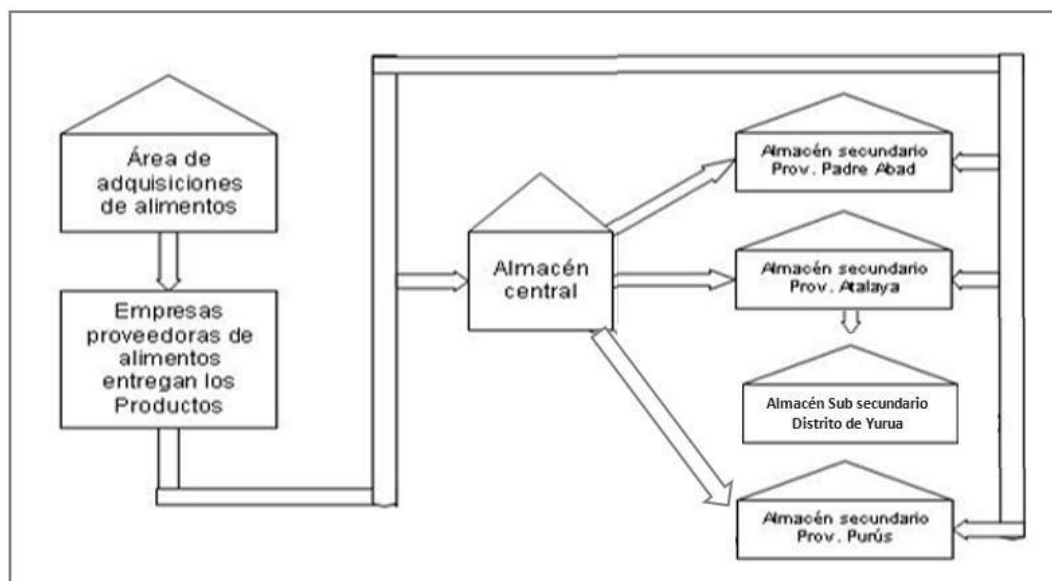 Área de
adquisiciones
de alimentos
Empresas
proveedoras de
alimentos
entregan los
Productos
Almacén
central
Almacén secundario
Prov. Padre Abad
Almacén secundario
Prov. Atalaya
Almacén Sub secundario
Distrito de Yurua
Almacén secundario
Prov. Purús